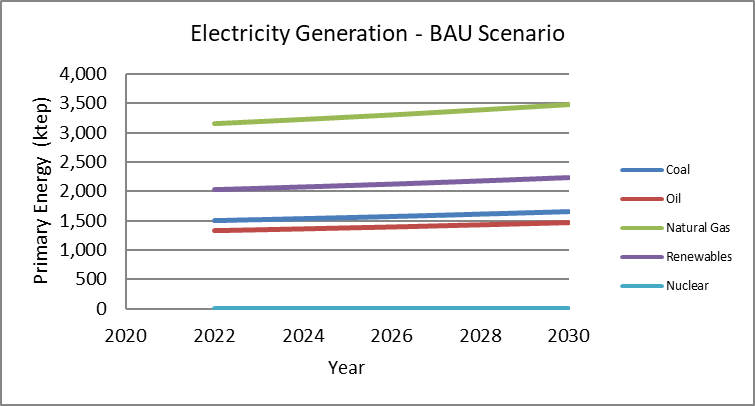 Electricity Generation - BAU Scenario
Primary Energy (ktep)
4,000
3,500
3,000
2,500
2,000
1,500
1,000
500
0
2020 2022 2024 2026 2028 2030
Year
Coal
Oil
Natural Gas
Renewables
Nuclear